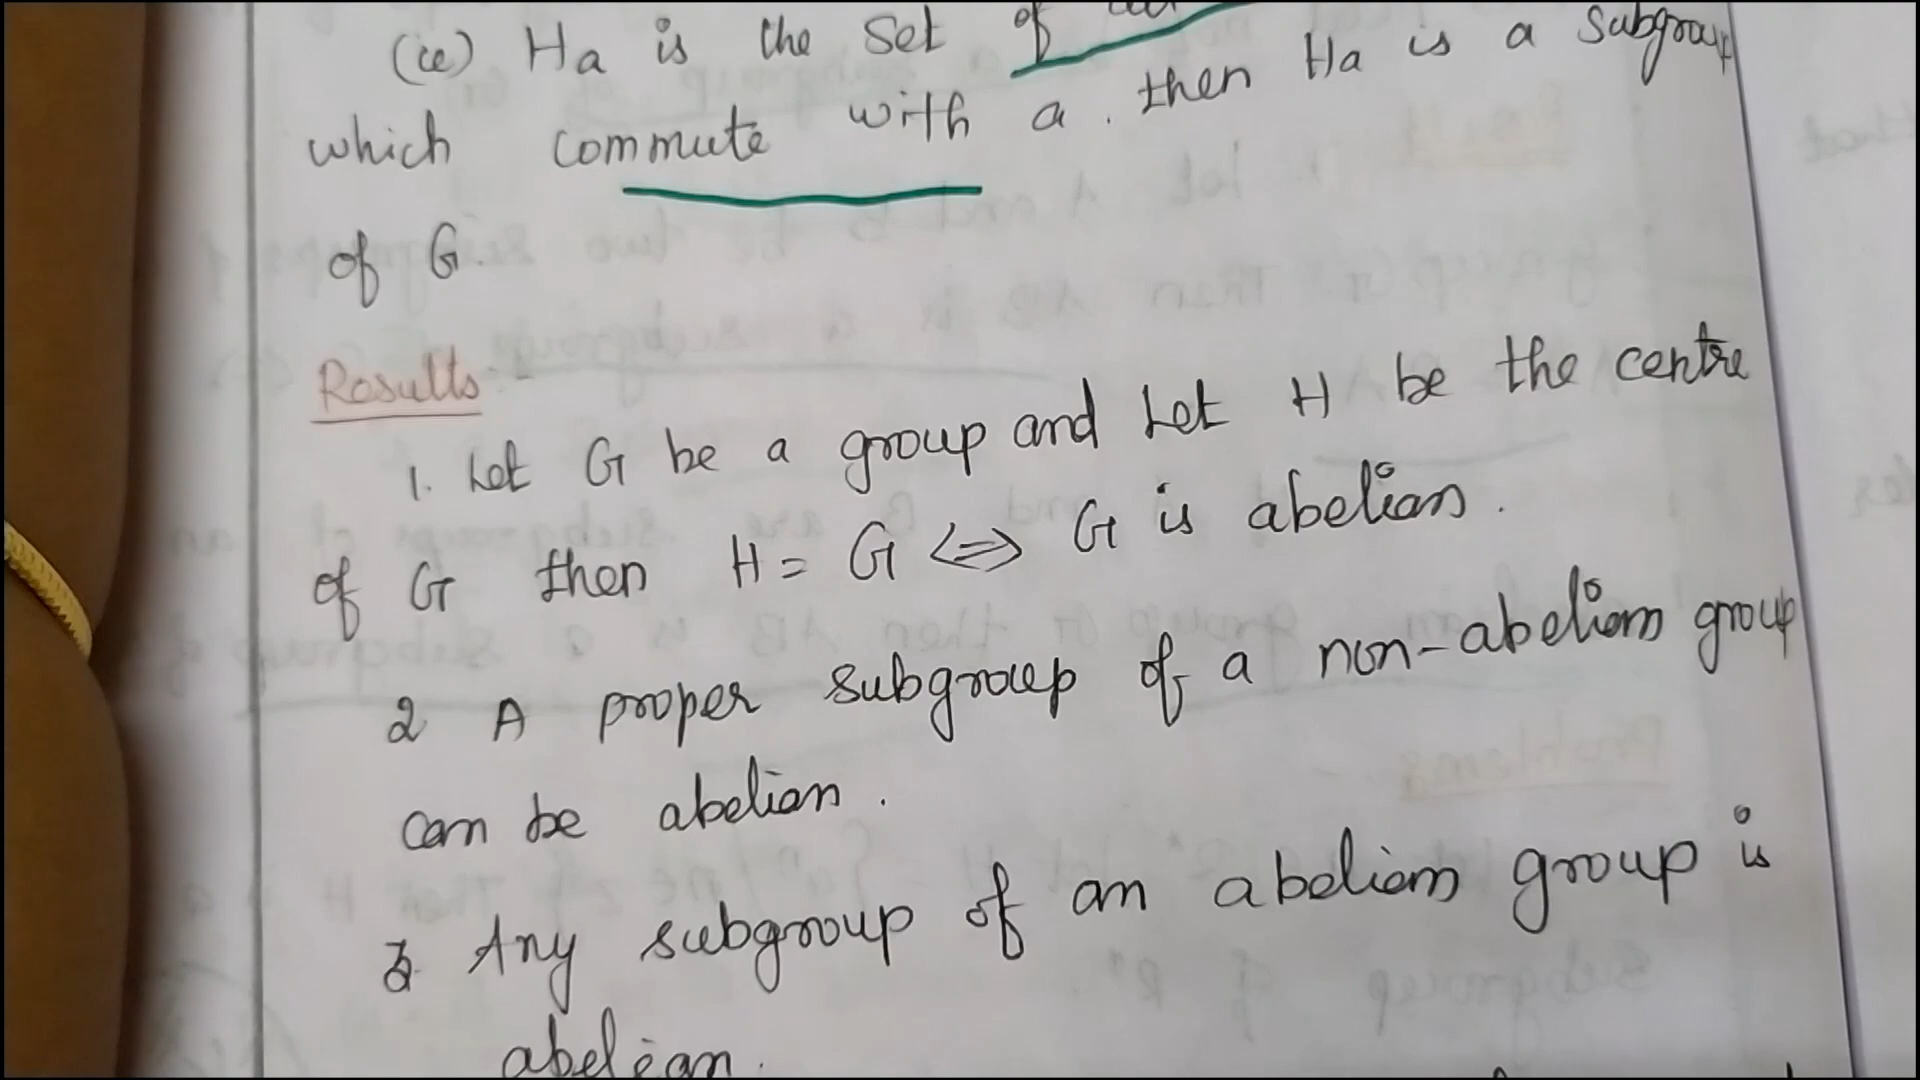 (ie) Ha is the set of
which commute with a. then Ha is a subgroup
of G.
Results:-
1. Let G be a group and Let H be the centre
of G then H = G <=> G is abelian.
2 A proper subgroup of a non-abelian group
can be abelian.
3. Any subgroup of an abelian group is
abelian.